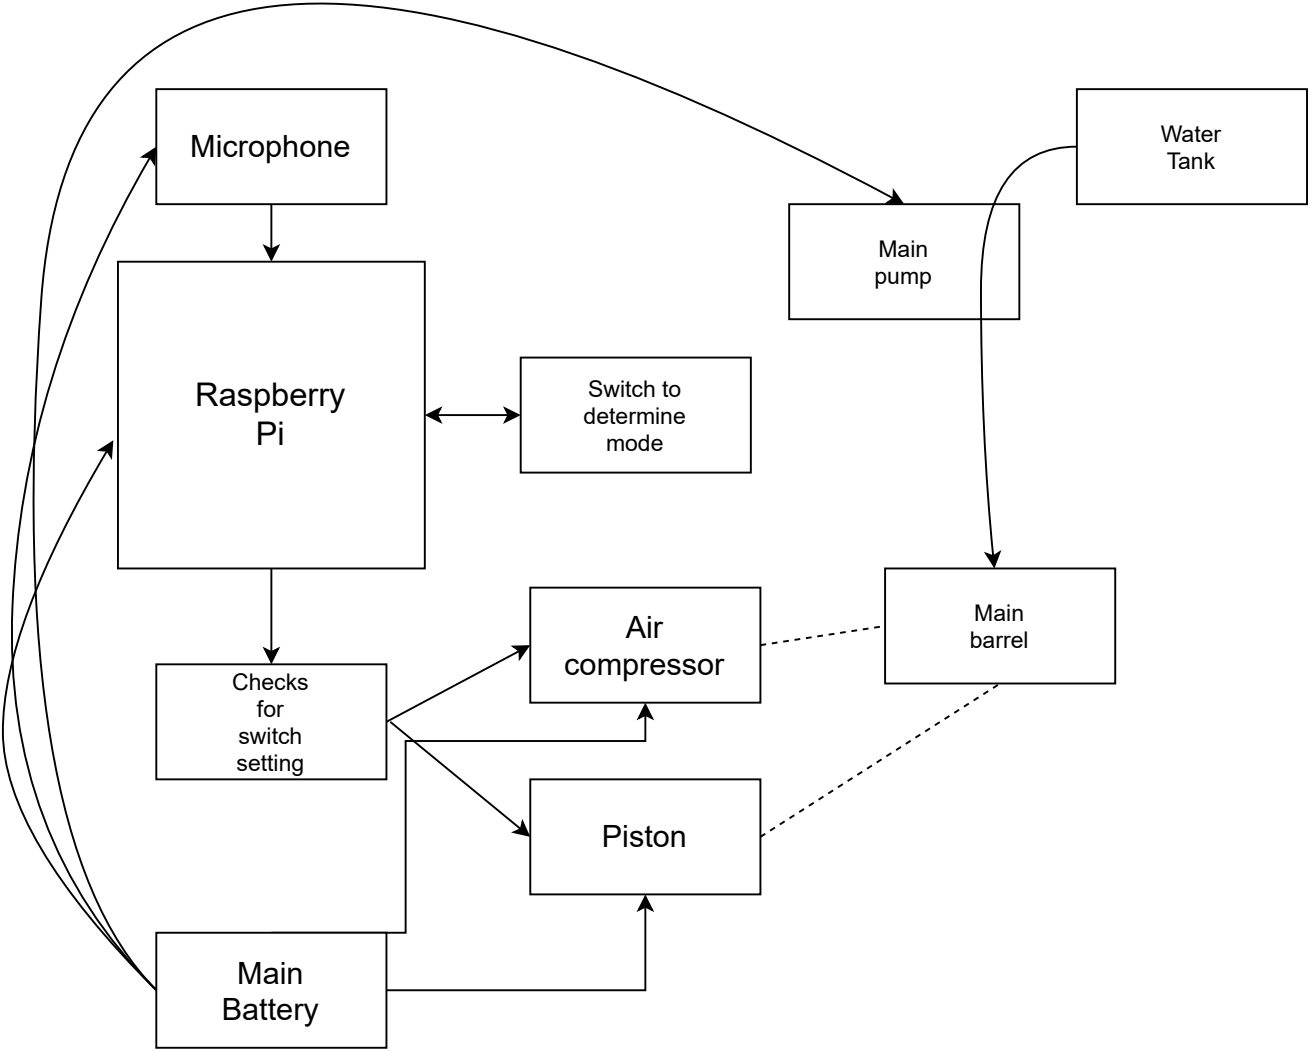 Microphone
Water
Tank
Main
pump
Raspberry
Pi
Switch to
determine
mode
Air
compressor
Main
barrel
Checks
for
switch
setting
Piston
Main
Battery